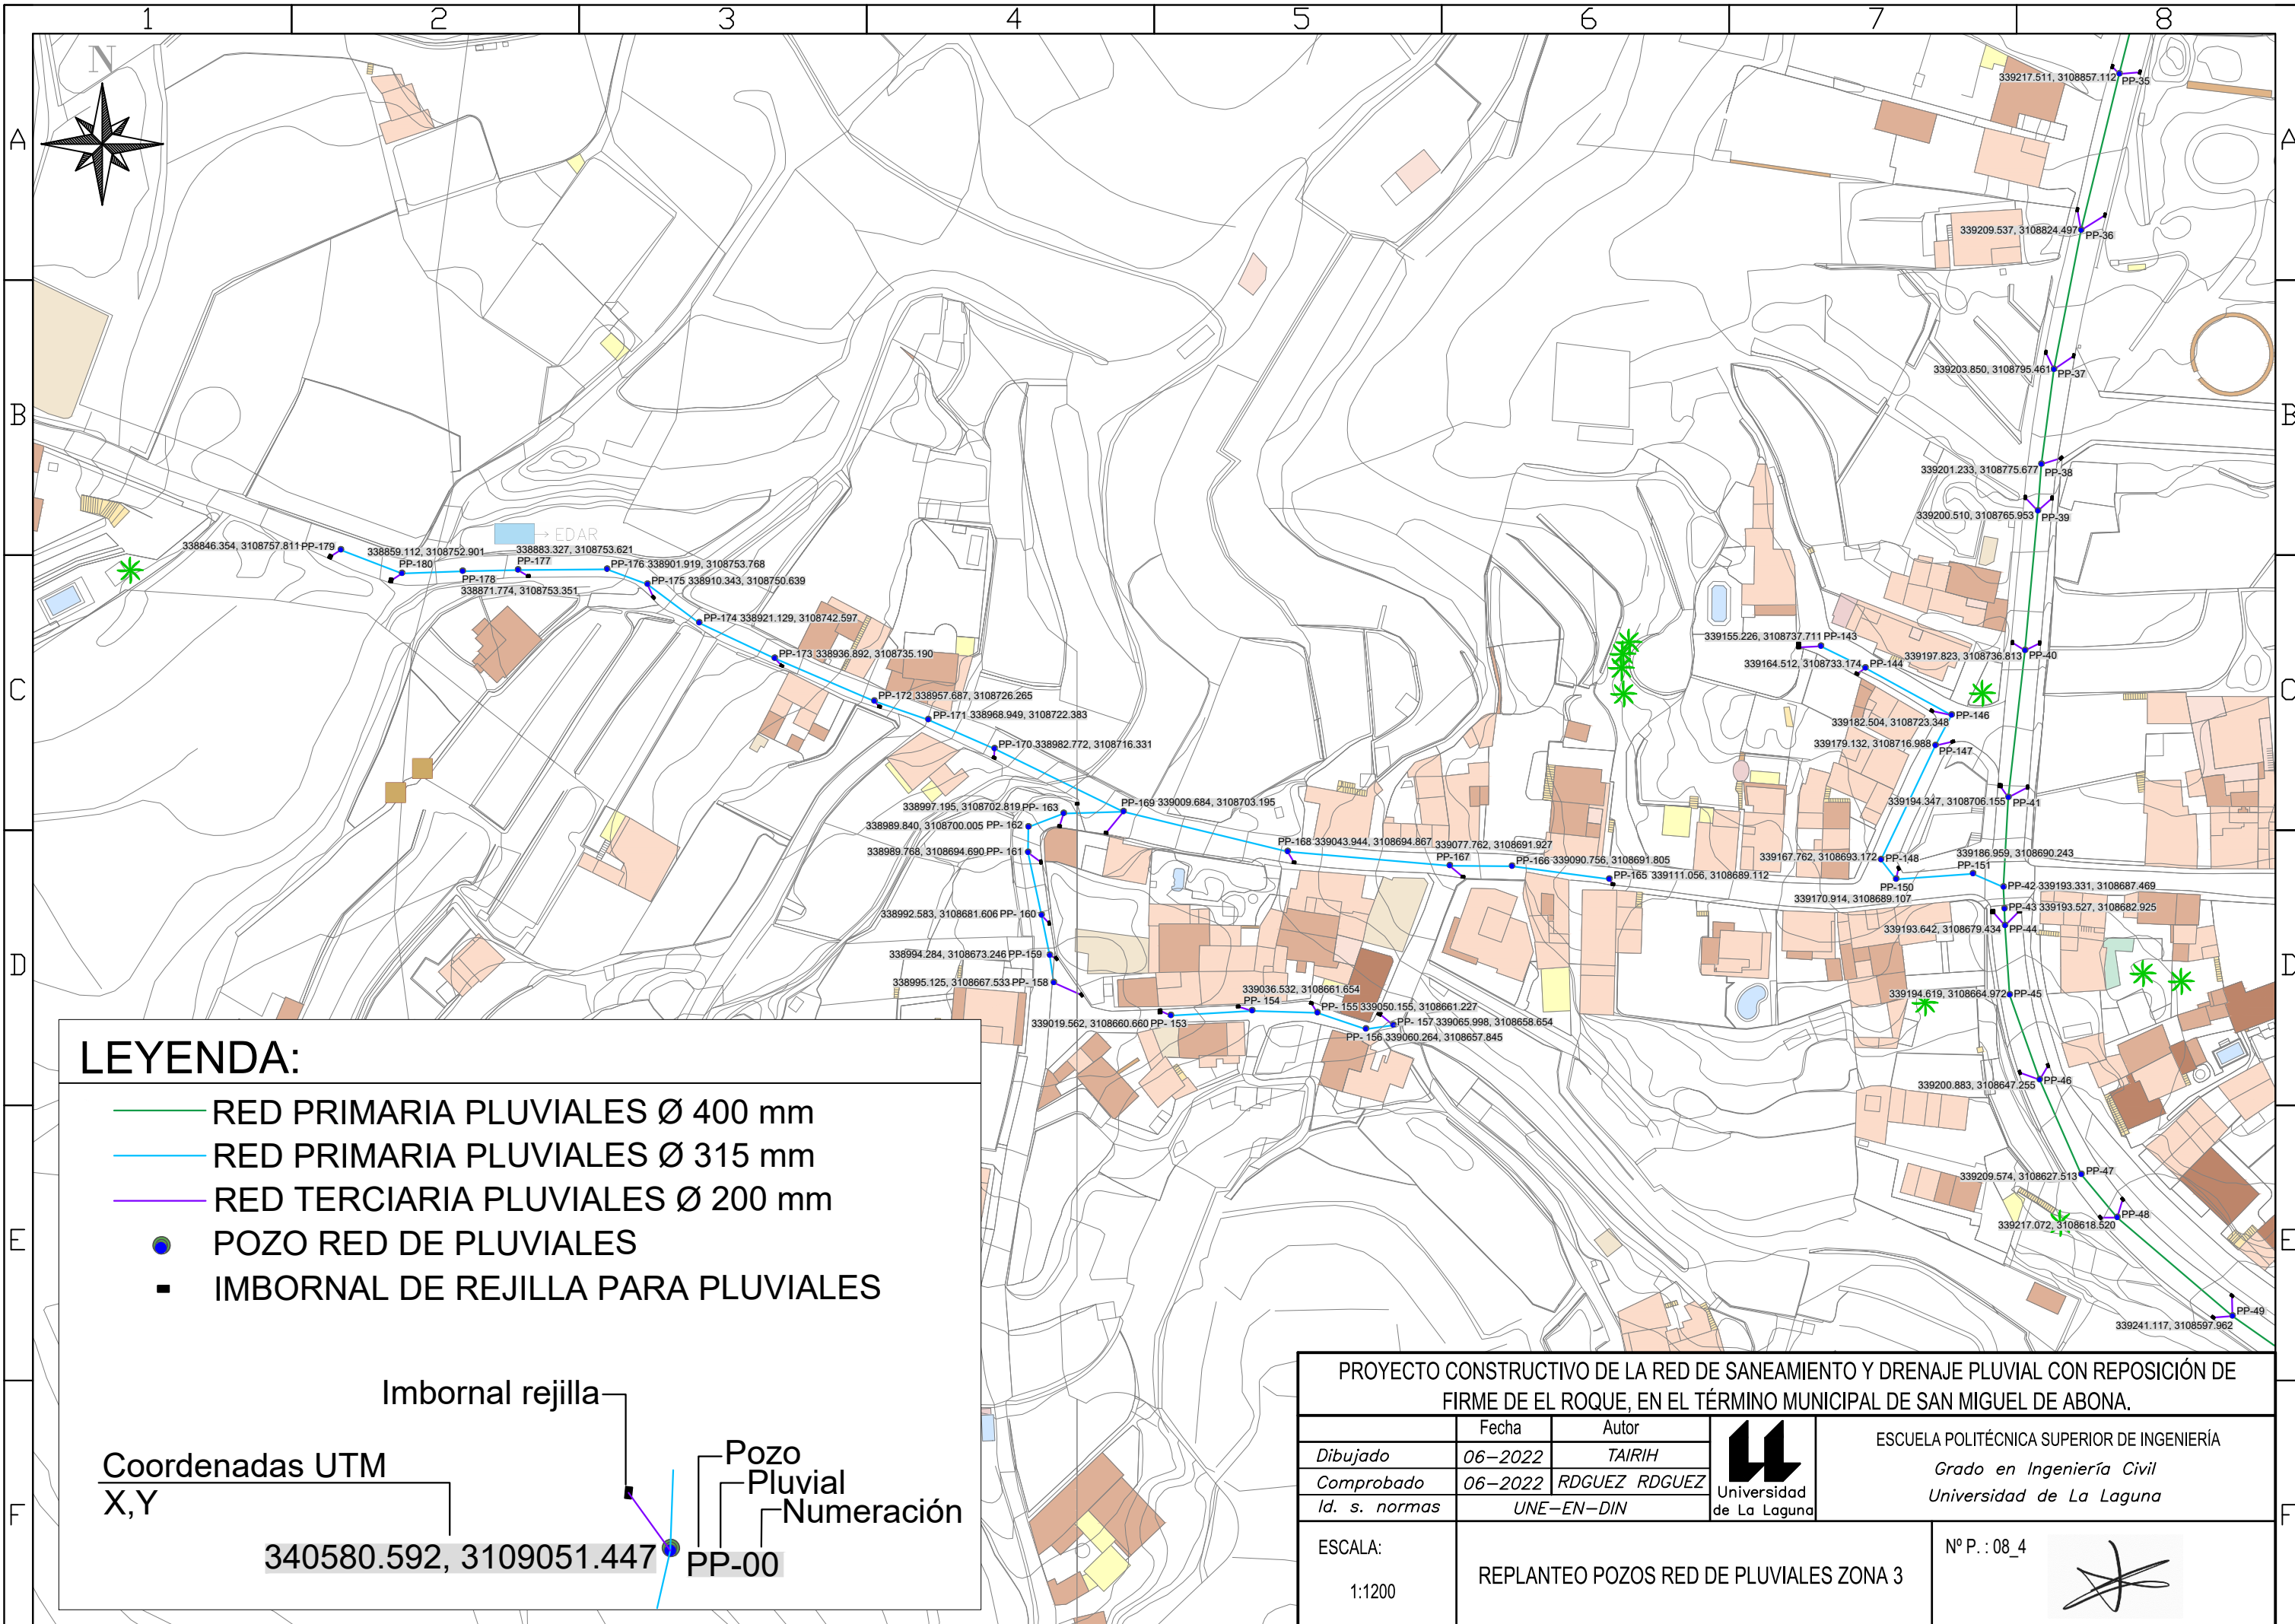 1 2 3 4 5 6 7 8
N
A A
339217.511, 3108857.112 PP-35
339209.537, 3108824.497 PP-36
B B
339203.850, 3108795.461 PP-37
339201.233, 3108775.677 PP-38
339200.510, 3108765.953 PP-39
EDAR
338846.354, 3108757.811 PP-179
338859.112, 3108752.901
PP-180
338883.327, 3108753.621
PP-177
PP-178
338871.774, 3108753.351
PP-176 338901.919, 3108753.768
PP-175 338910.343, 3108750.639
PP-174 338921.129, 3108742.597
PP-173 338936.892, 3108735.190
PP-172 338957.687, 3108726.265
PP-171 338968.949, 3108722.383
PP-170 338982.772, 3108716.331
C C
339155.226, 3108737.711 PP-143
339164.512, 3108733.174 PP-144
339197.823, 3108736.813 PP-40
339182.504, 3108723.348 PP-146
339179.132, 3108716.988 PP-147
339194.347, 3108706.155 PP-41
PP-169 339009.684, 3108703.195
338997.195, 3108702.819 PP- 163
338989.840, 3108700.005 PP- 162
338989.768, 3108694.690 PP- 161
PP-168 339043.944, 3108694.867
339077.762, 3108691.927
PP-167
PP-166 339090.756, 3108691.805
PP-165 339111.056, 3108689.112
339167.762, 3108693.172 PP-148
339186.959, 3108690.243
PP-151
PP-150
339170.914, 3108689.107
PP-42 339193.331, 3108687.469
PP-43 339193.527, 3108682.925
339193.642, 3108679.434 PP-44
D D
338992.583, 3108681.606 PP- 160
338994.284, 3108673.246 PP-159
338995.125, 3108667.533 PP- 158
339036.532, 3108661.654
PP- 154
339019.562, 3108660.660 PP-153
PP- 155 339050.155, 3108661.227
PP- 157 339065.998, 3108658.654
PP- 156 339060.264, 3108657.845
339194.619, 3108664.972 PP-45
339200.883, 3108647.255 PP-46
E E
339209.574, 3108627.513 PP-47
339217.072, 3108618.520 PP-48
339241.117, 3108597.962 PP-49
LEYENDA:
RED PRIMARIA PLUVIALES Ø 400 mm
RED PRIMARIA PLUVIALES Ø 315 mm
RED TERCIARIA PLUVIALES Ø 200 mm
POZO RED DE PLUVIALES
IMBORNAL DE REJILLA PARA PLUVIALES
Imbornal rejilla
Coordenadas UTM
X,Y
Pozo
Pluvial
Numeración
340580.592, 3109051.447 PP-00
F F
PROYECTO CONSTRUCTIVO DE LA RED DE SANEAMIENTO Y DRENAJE PLUVIAL CON REPOSICIÓN DE
FIRME DE EL ROQUE, EN EL TÉRMINO MUNICIPAL DE SAN MIGUEL DE ABONA.
Fecha Autor
Dibujado 06-2022 TAIRIH
Comprobado 06-2022 RDGUEZ RDGUEZ
Id. s. normas UNE-EN-DIN
Universidad
de La Laguna
ESCUELA POLITÉCNICA SUPERIOR DE INGENIERÍA
Grado en Ingeniería Civil
Universidad de La Laguna
ESCALA:
1:1200
REPLANTEO POZOS RED DE PLUVIALES ZONA 3
Nº P. : 08_4